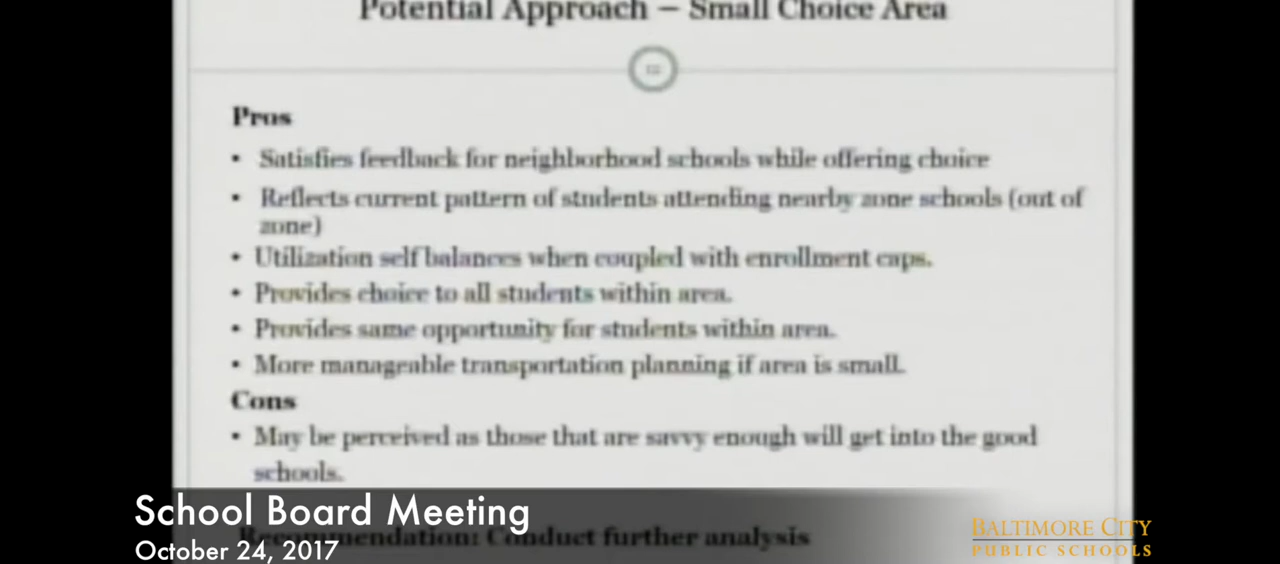 Potential Approach – Small Choice Area
Pros
• Satisfies feedback for neighborhood schools while offering choice
• Reflects current pattern of students attending nearby zone schools (out of
zone)
• Utilization self balances when coupled with enrollment caps.
• Provides choice to all students within area.
• Provides same opportunity for students within area.
• More manageable transportation planning if area is small.
Cons
• May be perceived as those that are savvy enough will get into the good
schools.
Recommendation: Conduct further analysis
School Board Meeting
October 24, 2017
BALTIMORE CITY
PUBLIC SCHOOLS